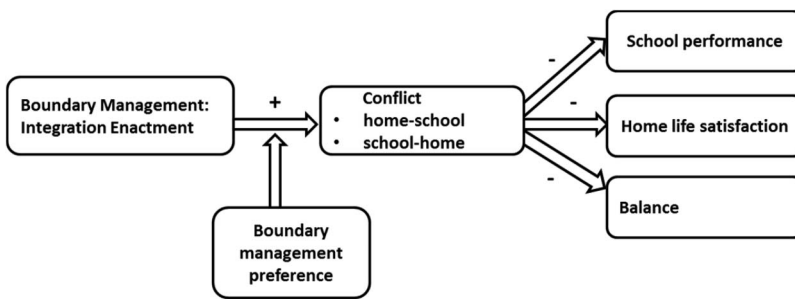 Boundary Management:
Integration Enactment
+
Conflict
• home-school
• school-home
Boundary
management
preference
-
School performance
-
Home life satisfaction
-
Balance